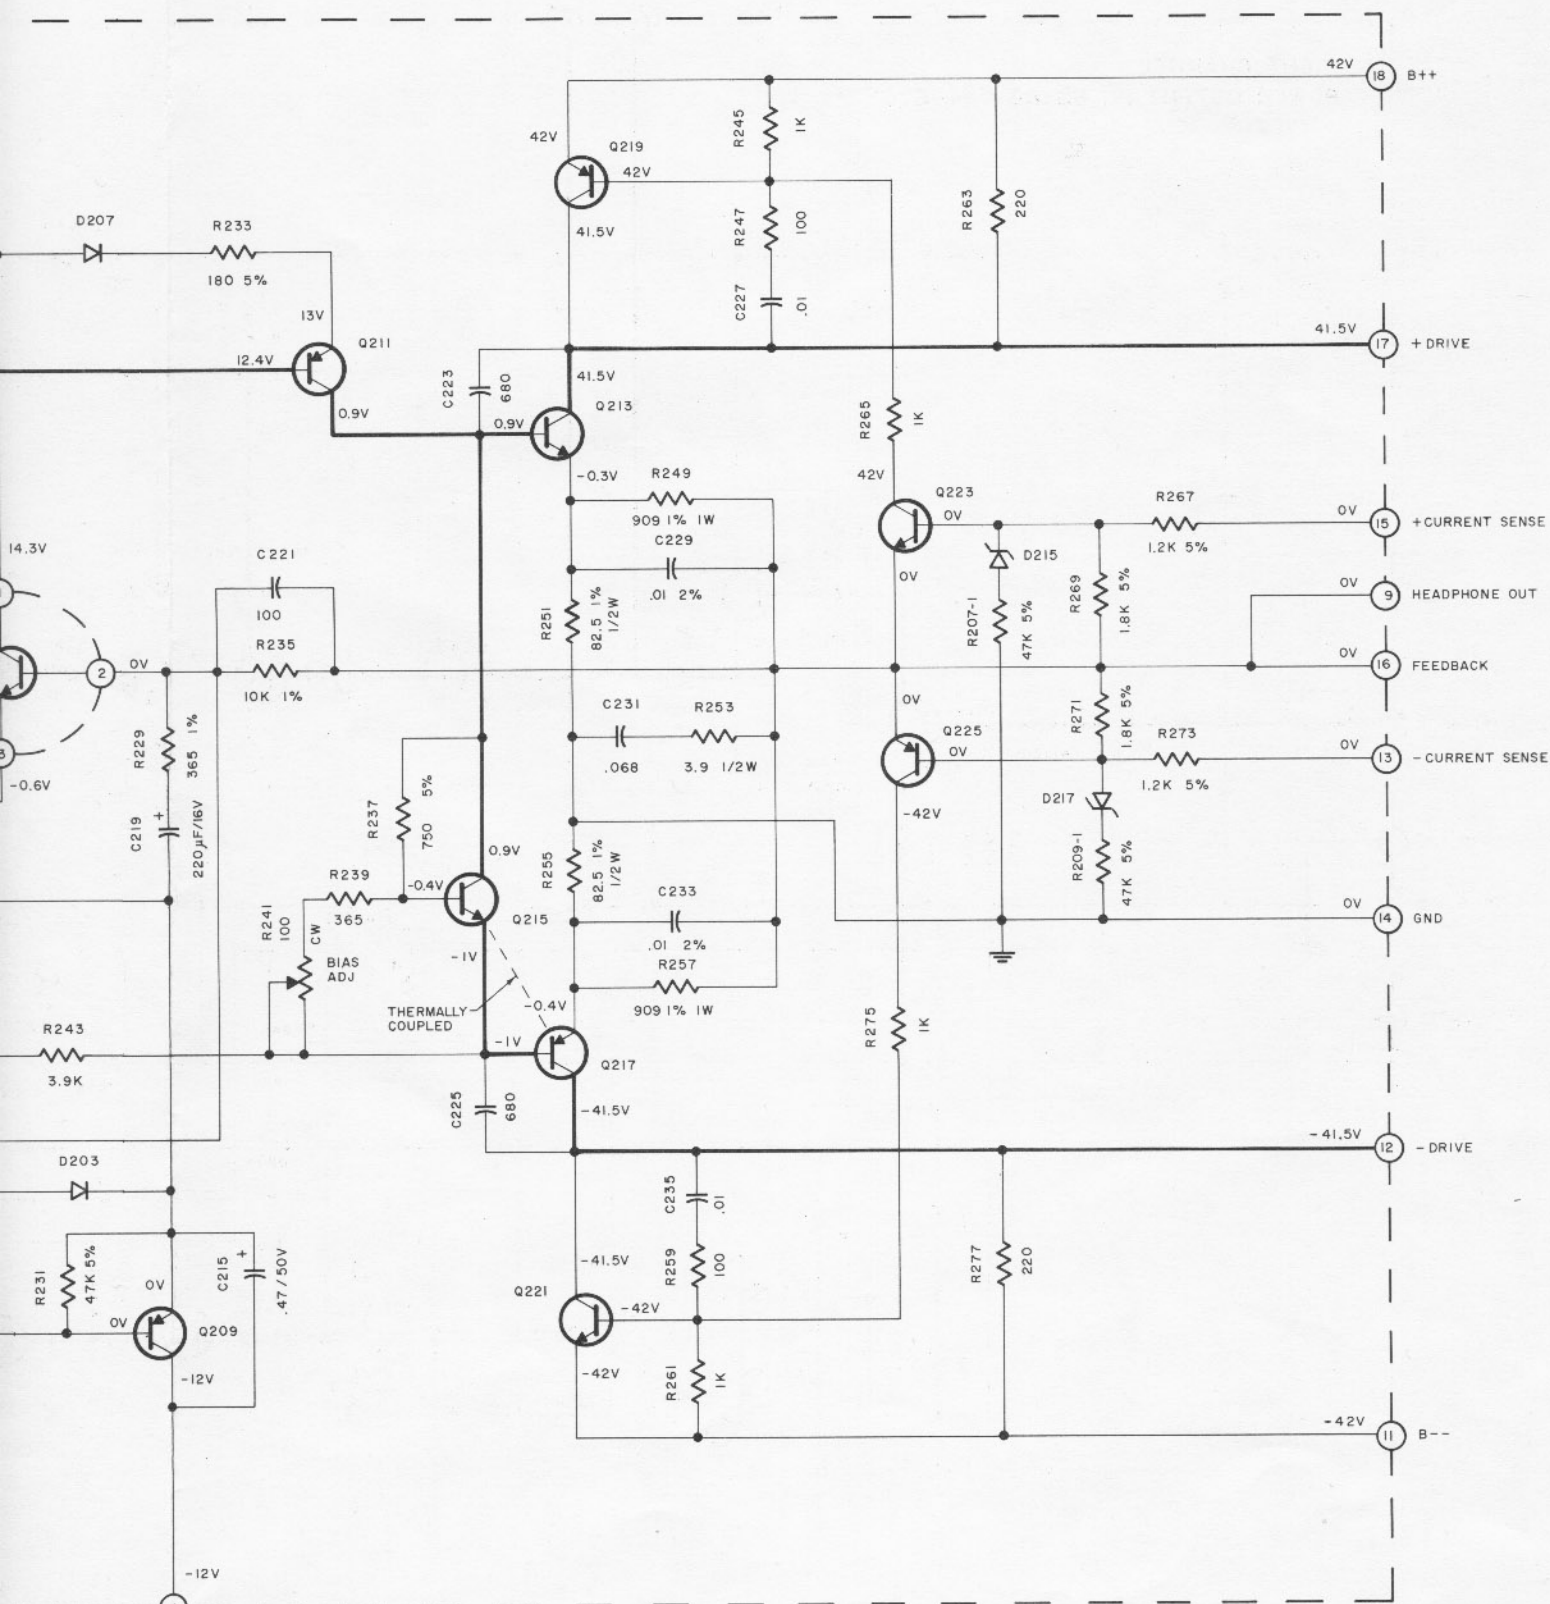 42V
18
B++
R245
1K
42V
Q219
42V
41.5V
R247
100
R263
220
C227
.01
D207
R233
180 5%
13V
Q211
12.4V
0.9V
41.5V
17
+DRIVE
C223
680
41.5V
Q213
0.9V
-0.3V
R249
909 1% 1W
C229
.01 2%
R265
1K
42V
Q223
0V
0V
R267
1.2K 5%
0V
15
+CURRENT SENSE
D215
R207-1
47K 5%
R269
1.8K 5%
0V
9
HEADPHONE OUT
14.3V
C221
100
R235
10K 1%
2
0V
R251
82.5 1%
1/2W
0V
16
FEEDBACK
-0.6V
R229
365 1%
C219
+
220µF/16V
C231
.068
R253
3.9 1/2W
0V
Q225
0V
-42V
R271
1.8K 5%
R273
1.2K 5%
0V
13
-CURRENT SENSE
D217
R209-1
47K 5%
R237
750 5%
0.9V
R239
365
-0.4V
Q215
R241
100
CW
BIAS
ADJ
-1V
THERMALLY
COUPLED
R255
82.5 1%
1/2W
C233
.01 2%
R257
909 1% 1W
0V
14
GND
-0.4V
-1V
Q217
R243
3.9K
R275
1K
C225
680
-41.5V
-41.5V
12
-DRIVE
D203
R231
47K 5%
C215
+
.47/50V
0V
0V
Q209
-12V
C235
.01
R259
100
-41.5V
Q221
-42V
-42V
R261
1K
R277
220
-42V
11
B--
-12V